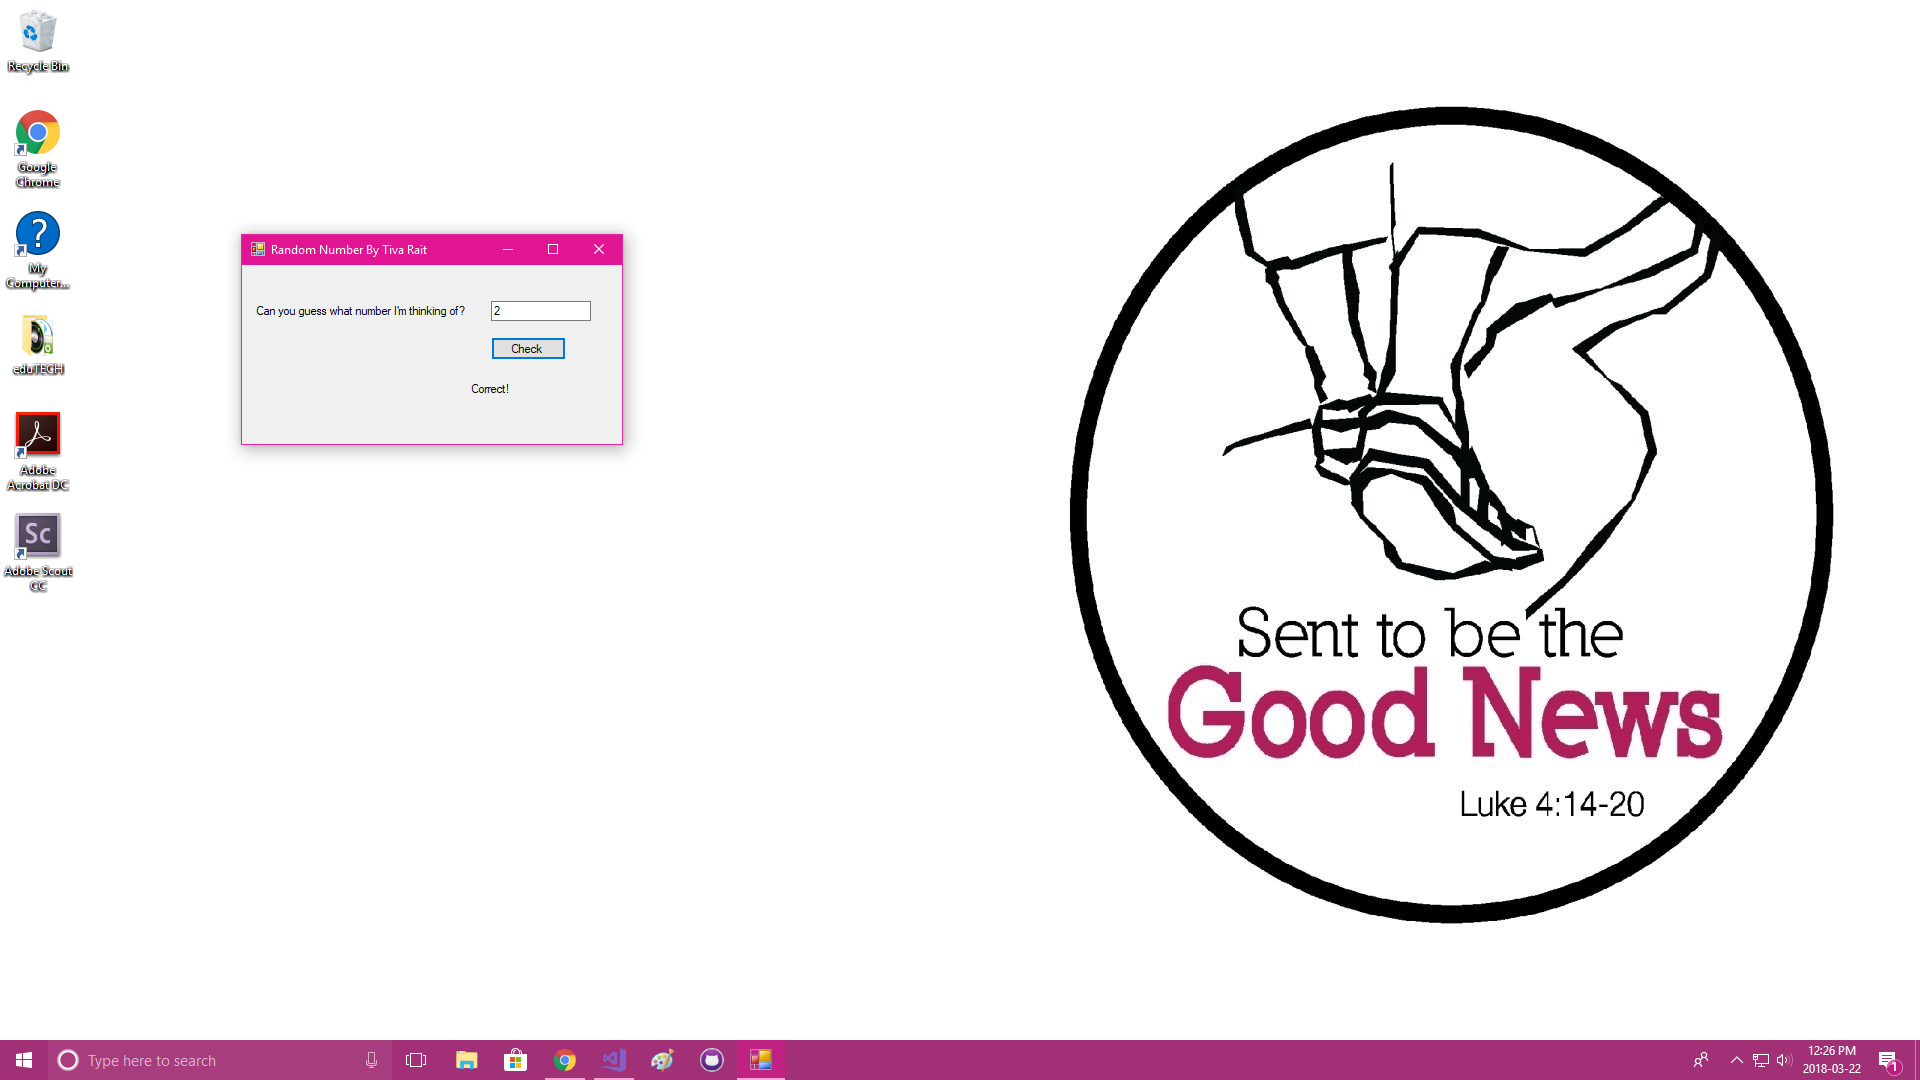 Recycle Bin
Google
Chrome
My
Computer...
eduTECH
Adobe
Acrobat DC
Sc
Adobe Scout
CC
Random Number By Tiva Rait
Can you guess what number I'm thinking of?
2
Check
Correct!
Sent to be the
Good News
Luke 4:14-20
Type here to search
12:26 PM
2018-03-22
1